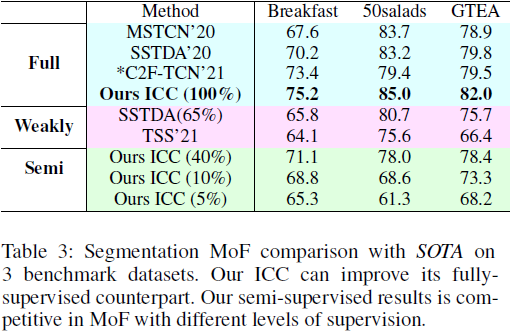 Method Breakfast 50salads GTEA
Full MSTCN'20 67.6 83.7 78.9
SSTDA'20 70.2 83.2 79.8
*C2F-TCN'21 73.4 79.4 79.5
Ours ICC (100%) 75.2 85.0 82.0
Weakly SSTDA(65%) 65.8 80.7 75.7
TSS'21 64.1 75.6 66.4
Semi Ours ICC (40%) 71.1 78.0 78.4
Ours ICC (10%) 68.8 68.6 73.3
Ours ICC (5%) 65.3 61.3 68.2
Table 3: Segmentation MoF comparison with SOTA on
3 benchmark datasets. Our ICC can improve its fully-
supervised counterpart. Our semi-supervised results is com-
petitive in MoF with different levels of supervision.